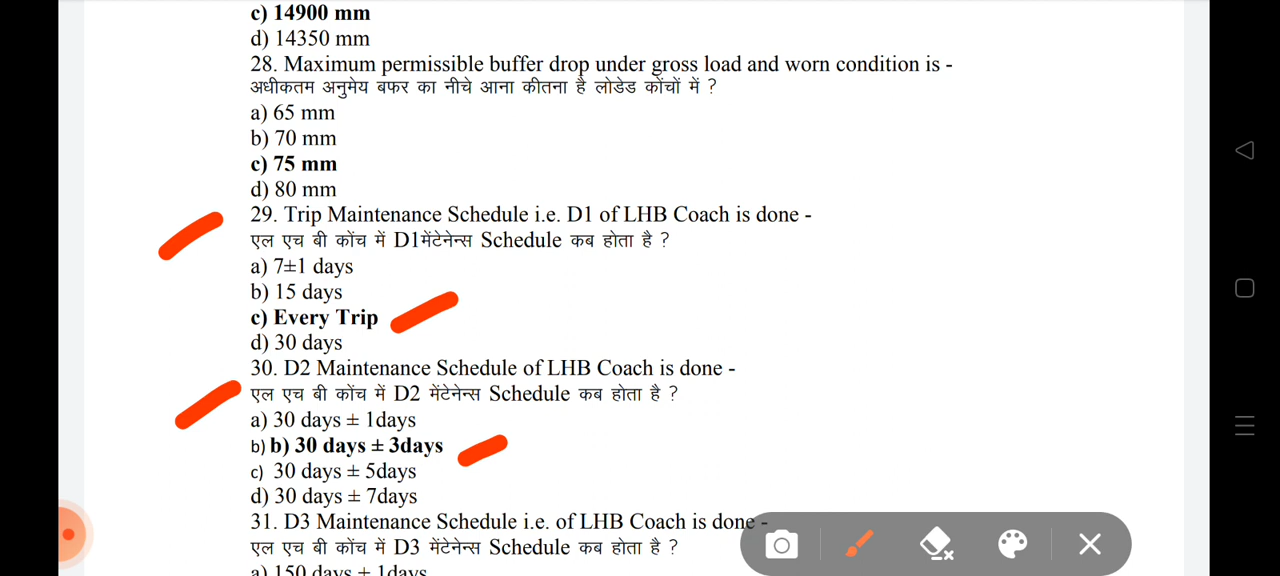 c) 14900 mm
d) 14350 mm
28. Maximum permissible buffer drop under gross load and worn condition is -
अधीकतम अनुमेय बफर का नीचे आना कीतना है लोडेड कोंचों में ?
a) 65 mm
b) 70 mm
c) 75 mm
d) 80 mm
29. Trip Maintenance Schedule i.e. D1 of LHB Coach is done -
एल एच बी कोंच में D1मेंटेनेन्स Schedule कब होता है ?
a) 7±1 days
b) 15 days
c) Every Trip
d) 30 days
30. D2 Maintenance Schedule of LHB Coach is done -
एल एच बी कोंच में D2 मेंटेनेन्स Schedule कब होता है ?
a) 30 days ± 1days
b) b) 30 days ± 3days
c) 30 days ± 5days
d) 30 days ± 7days
31. D3 Maintenance Schedule i.e. of LHB Coach is done -
एल एच बी कोंच में D3 मेंटेनेन्स Schedule कब होता है ?
a) 150 days ± 1days